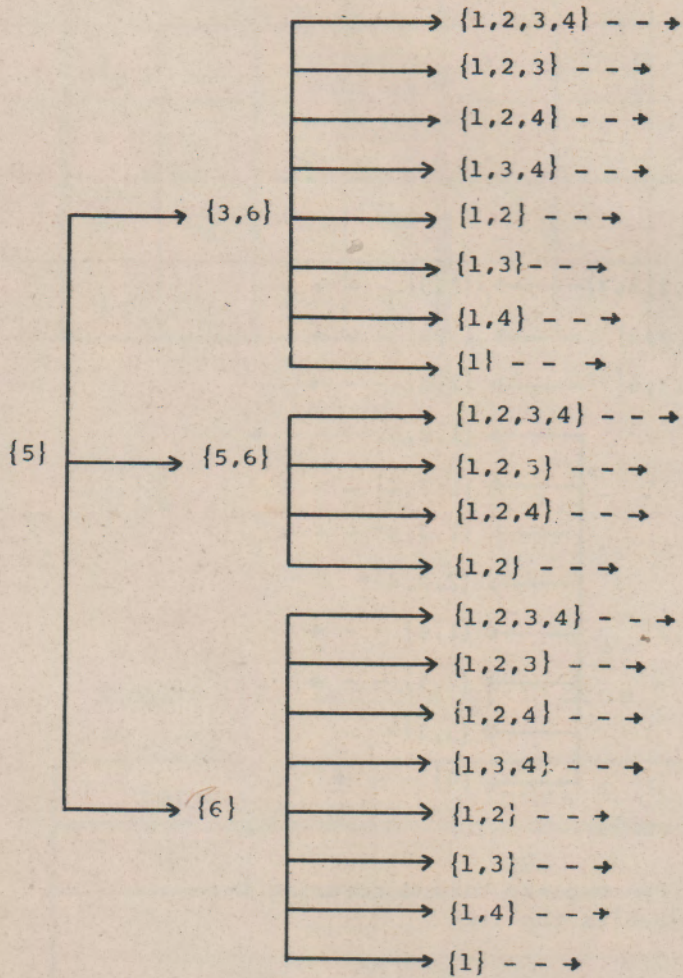 {1,2,3,4} - - →
{1,2,3} - - →
{1,2,4} - - →
{1,3,4} - - →
{3,6}
{1,2} - - →
{1,3} - - →
{1,4} - - →
{1} - - →
{1,2,3,4} - - →
{5}
{5,6}
{1,2,3} - - →
{1,2,4} - - →
{1,2} - - →
{1,2,3,4} - - →
{1,2,3} - - →
{1,2,4} - - →
{1,3,4} - - →
{6}
{1,2} - - →
{1,3} - - →
{1,4} - - →
{1} - - →